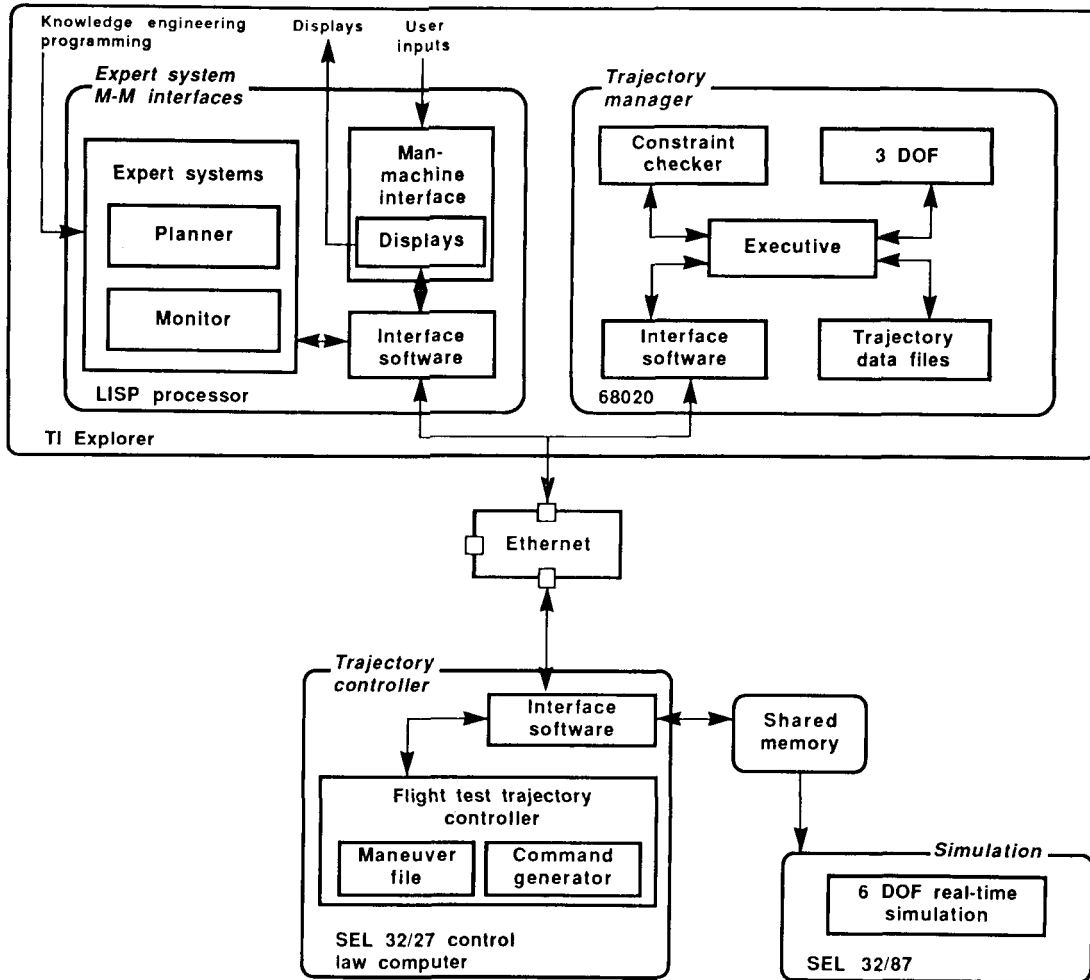 Knowledge engineering
programming
Displays
User
inputs
Expert system
M-M interfaces
Expert systems
Planner
Monitor
Man-
machine
interface
Displays
Interface
software
LISP processor
TI Explorer
Trajectory
manager
Constraint
checker
3 DOF
Executive
Interface
software
Trajectory
data files
68020
Ethernet
Trajectory
controller
Interface
software
Flight test trajectory
controller
Maneuver
file
Command
generator
SEL 32/27 control
law computer
Shared
memory
Simulation
6 DOF real-time
simulation
SEL 32/87